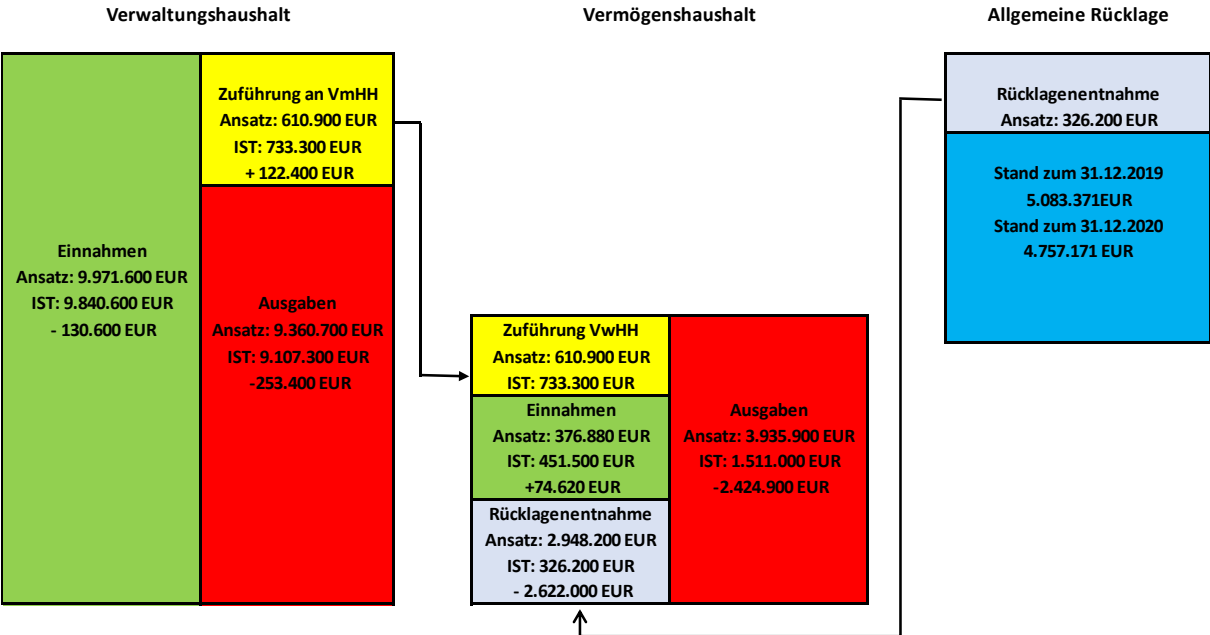 Verwaltungshaushalt
Zuführung an VmHH
Ansatz: 610.900 EUR
IST: 733.300 EUR
+ 122.400 EUR
Einnahmen
Ansatz: 9.971.600 EUR
IST: 9.840.600 EUR
- 130.600 EUR
Ausgaben
Ansatz: 9.360.700 EUR
IST: 9.107.300 EUR
-253.400 EUR
Vermögenshaushalt
Zuführung VwHH
Ansatz: 610.900 EUR
IST: 733.300 EUR
Einnahmen
Ansatz: 376.880 EUR
IST: 451.500 EUR
+74.620 EUR
Rücklagenentnahme
Ansatz: 2.948.200 EUR
IST: 326.200 EUR
- 2.622.000 EUR
Ausgaben
Ansatz: 3.935.900 EUR
IST: 1.511.000 EUR
-2.424.900 EUR
Allgemeine Rücklage
Rücklagenentnahme
Ansatz: 326.200 EUR
Stand zum 31.12.2019
5.083.371EUR
Stand zum 31.12.2020
4.757.171 EUR